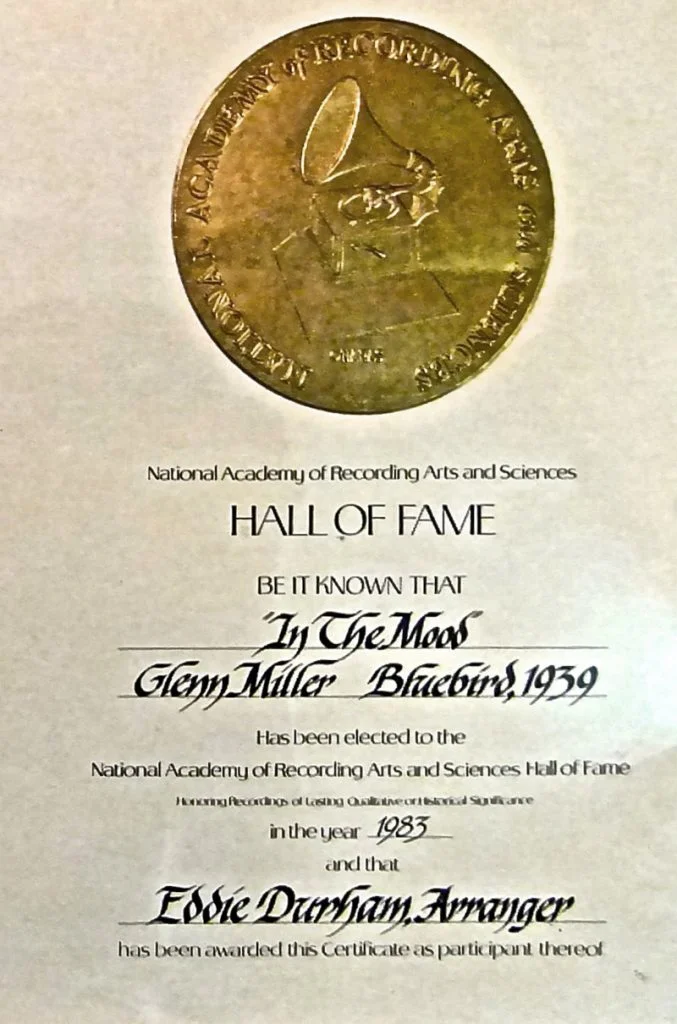 NATIONAL ACADEMY of RECORDING ARTS and SCIENCES
National Academy of Recording Arts and Sciences
HALL OF FAME
BE IT KNOWN THAT
"In The Mood"
Glenn Miller Bluebird, 1939
Has been elected to the
National Academy of Recording Arts and Sciences Hall of Fame
Honoring Recordings of Lasting Qualitative or Historical Significance
in the year 1983
and that
Eddie Durham, Arranger
has been awarded this Certificate as participant thereof